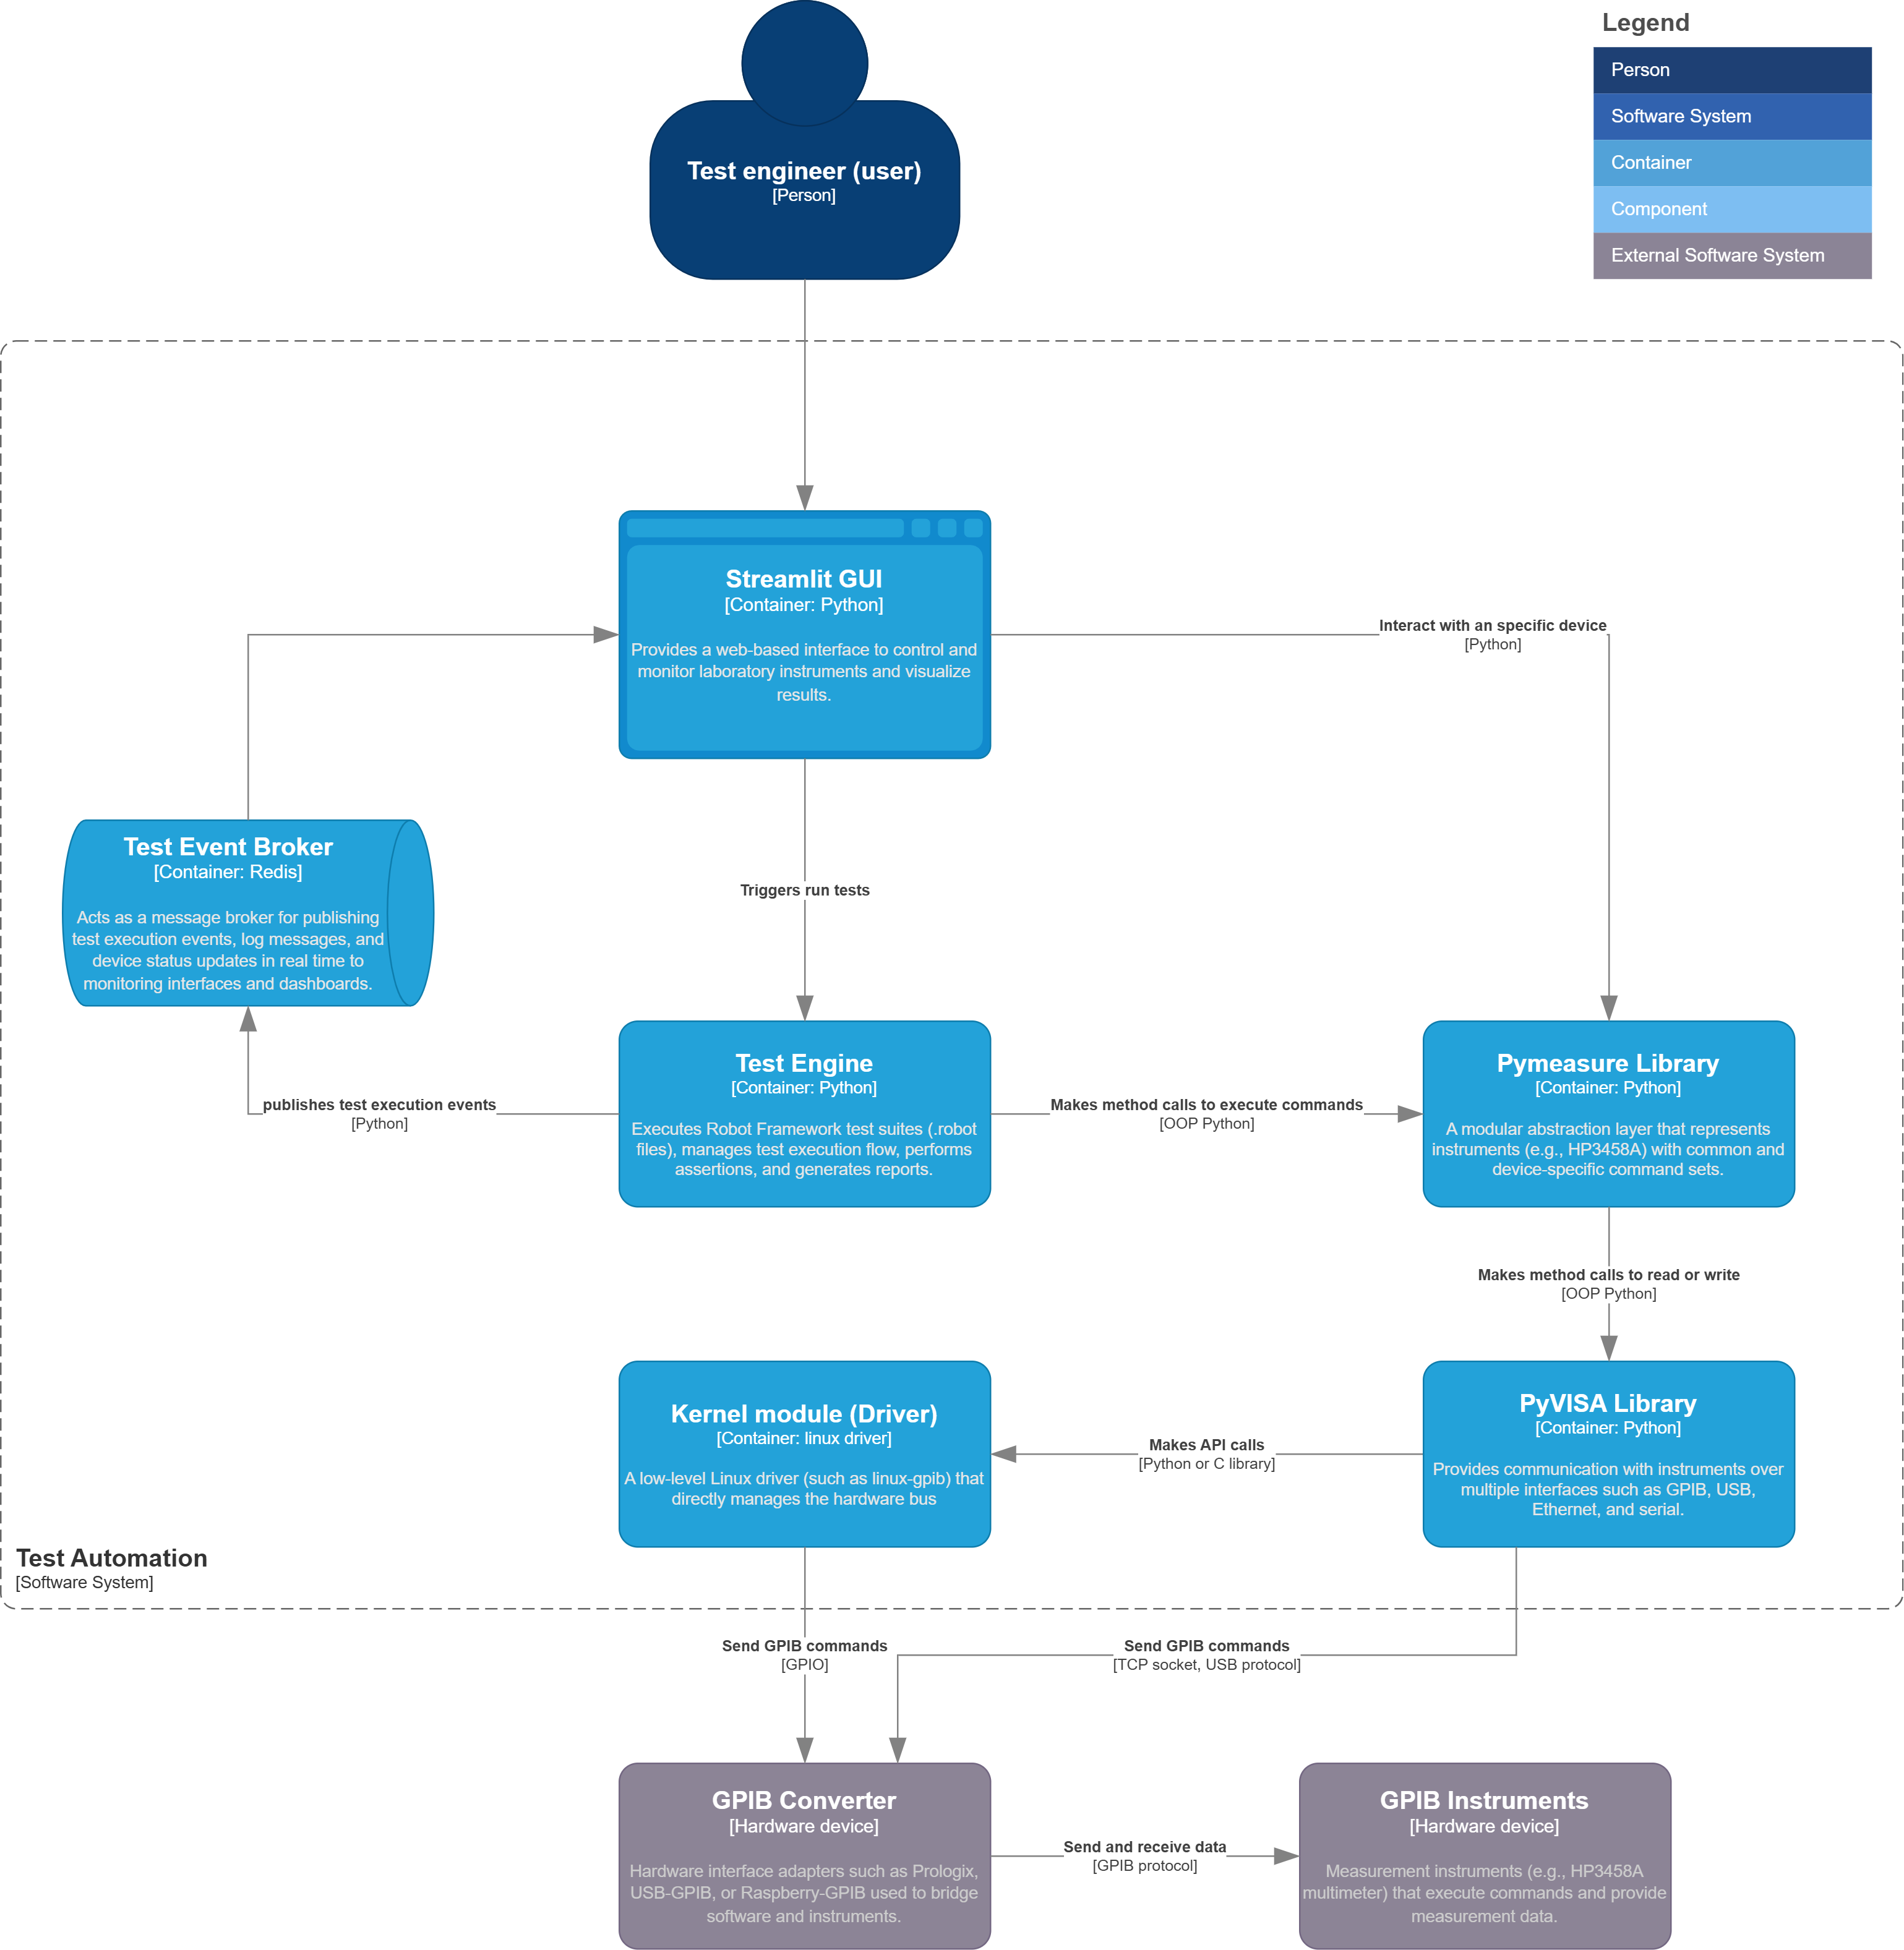 Legend
Person
Software System
Container
Component
External Software System
Test engineer (user)
[Person]
Streamlit GUI
[Container: Python]
Provides a web-based interface to control and
monitor laboratory instruments and visualize
results.
Interact with an specific device
[Python]
Test Event Broker
[Container: Redis]
Acts as a message broker for publishing
test execution events, log messages, and
device status updates in real time to
monitoring interfaces and dashboards.
Triggers run tests
publishes test execution events
[Python]
Test Engine
[Container: Python]
Executes Robot Framework test suites (.robot
files), manages test execution flow, performs
assertions, and generates reports.
Makes method calls to execute commands
[OOP Python]
Pymeasure Library
[Container: Python]
A modular abstraction layer that represents
instruments (e.g., HP3458A) with common and
device-specific command sets.
Makes method calls to read or write
[OOP Python]
Kernel module (Driver)
[Container: linux driver]
A low-level Linux driver (such as linux-gpib) that
directly manages the hardware bus
Makes API calls
[Python or C library]
PyVISA Library
[Container: Python]
Provides communication with instruments over
multiple interfaces such as GPIB, USB,
Ethernet, and serial.
Test Automation
[Software System]
Send GPIB commands
[GPIO]
Send GPIB commands
[TCP socket, USB protocol]
GPIB Converter
[Hardware device]
Hardware interface adapters such as Prologix,
USB-GPIB, or Raspberry-GPIB used to bridge
software and instruments.
Send and receive data
[GPIB protocol]
GPIB Instruments
[Hardware device]
Measurement instruments (e.g., HP3458A
multimeter) that execute commands and provide
measurement data.